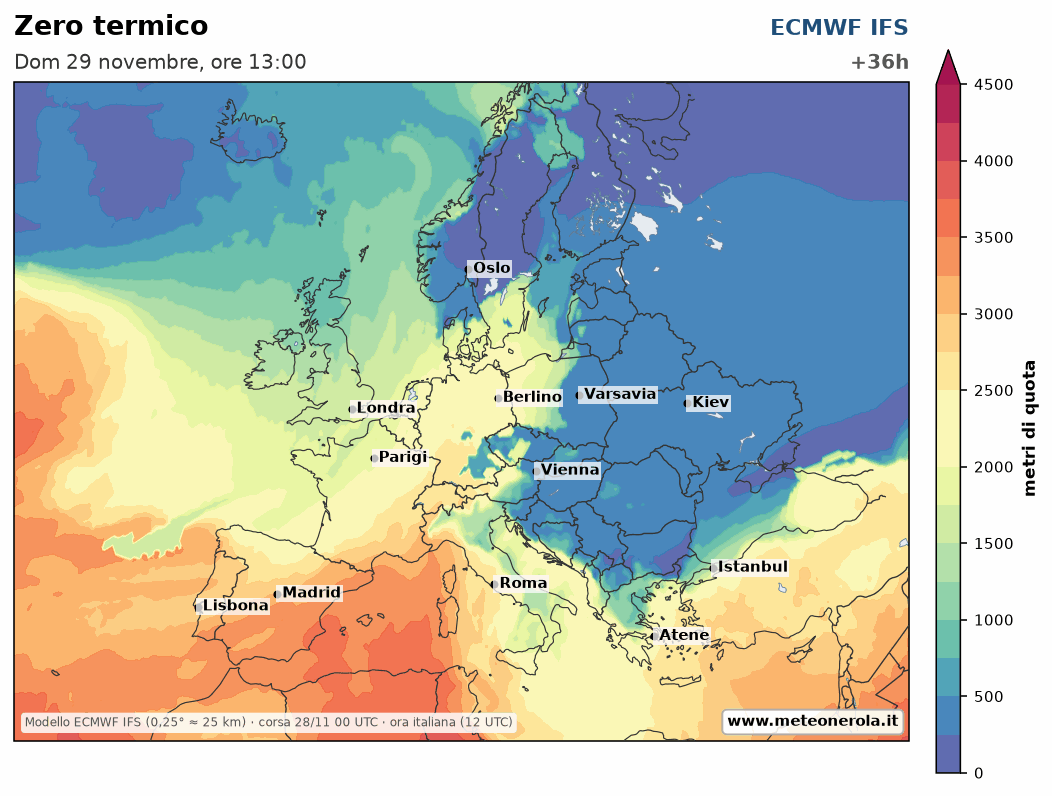 Zero termico
ECMWF IFS
Dom 29 novembre, ore 13:00
+36h
Oslo
Londra
Berlino
Varsavia
Kiev
Parigi
Vienna
Istanbul
Roma
Madrid
Lisbona
Atene
4500
4000
3500
3000
2500
2000
1500
1000
500
0
metri di quota
Modello ECMWF IFS (0,25° ≈ 25 km) · corsa 28/11 00 UTC · ora italiana (12 UTC)
www.meteonerola.it